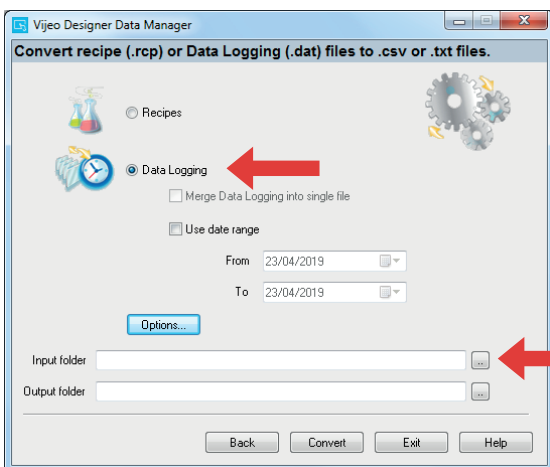 Vijeo Designer Data Manager
Convert recipe (.rcp) or Data Logging (.dat) files to .csv or .txt files.
Recipes
Data Logging
Merge Data Logging into single file
Use date range
From 23/04/2019
To 23/04/2019
Options...
Input folder ...
Output folder ...
Back Convert Exit Help